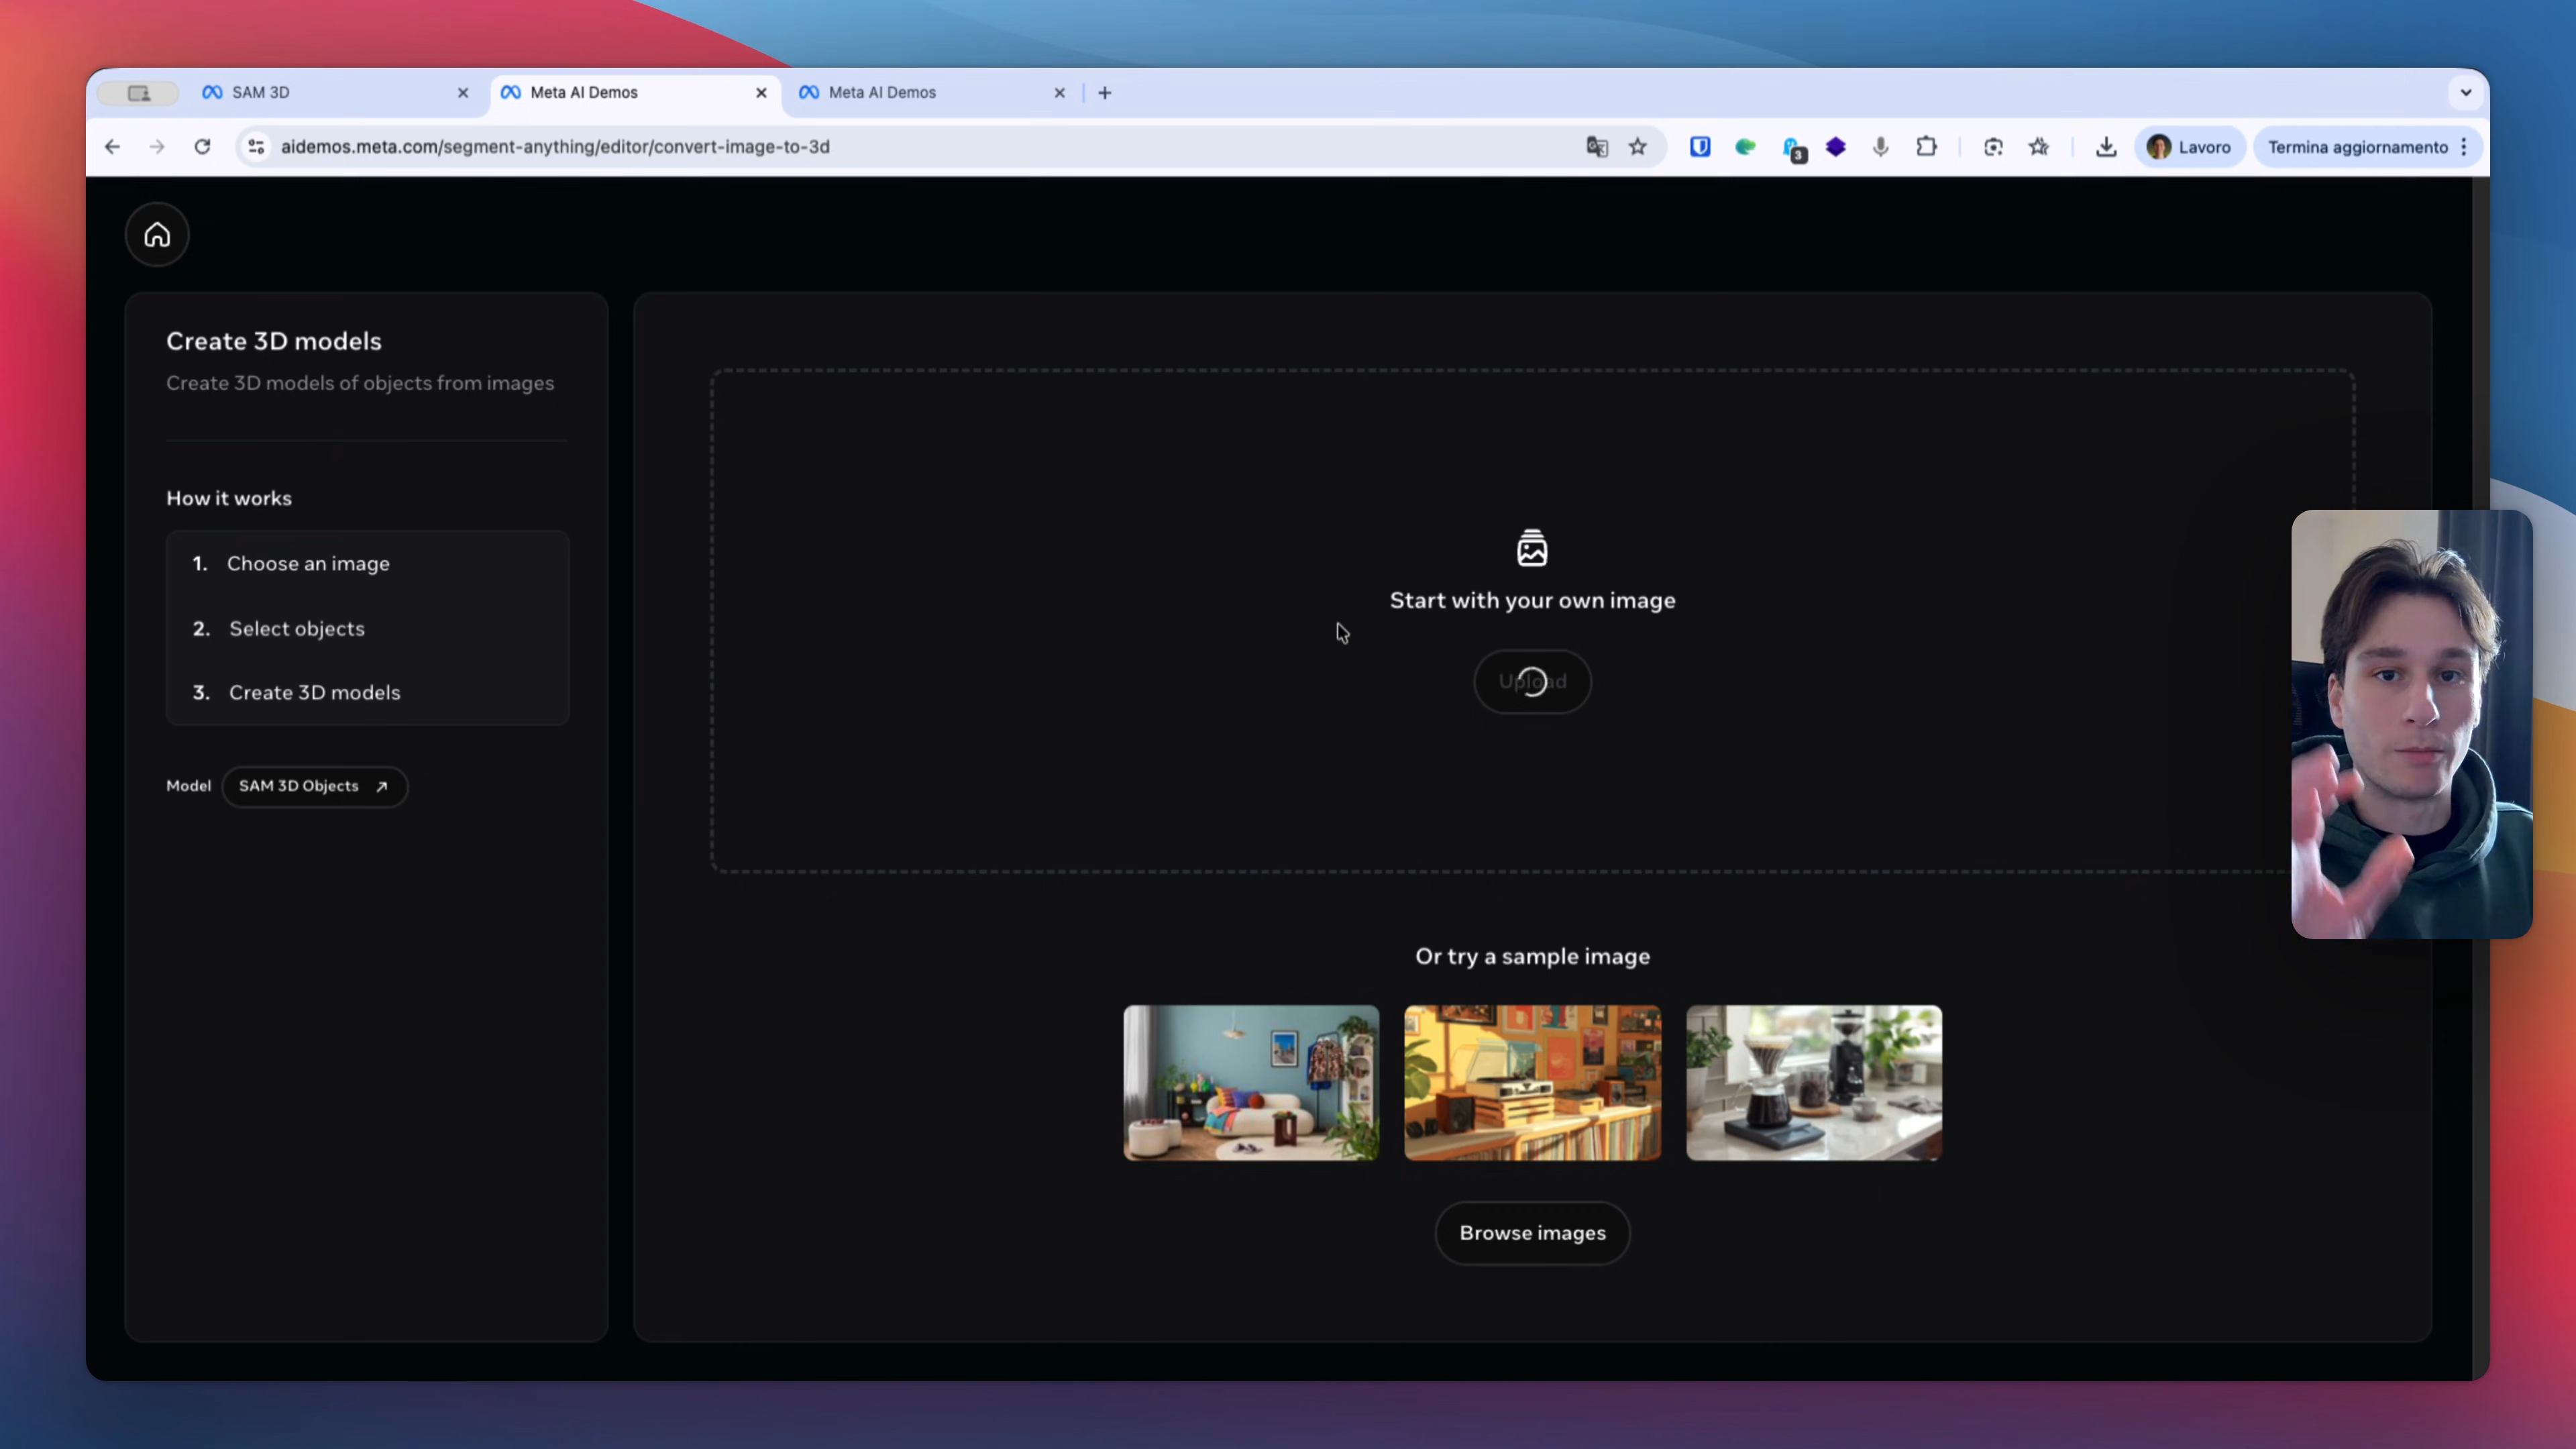 SAM 3D
Meta AI Demos
Meta AI Demos
aidemos.meta.com/segment-anything/editor/convert-image-to-3d
3
Lavoro
Termina aggiornamento
Create 3D models
Create 3D models of objects from images
How it works
1. Choose an image
2. Select objects
3. Create 3D models
Model SAM 3D Objects
Start with your own image
Upload
Or try a sample image
Browse images